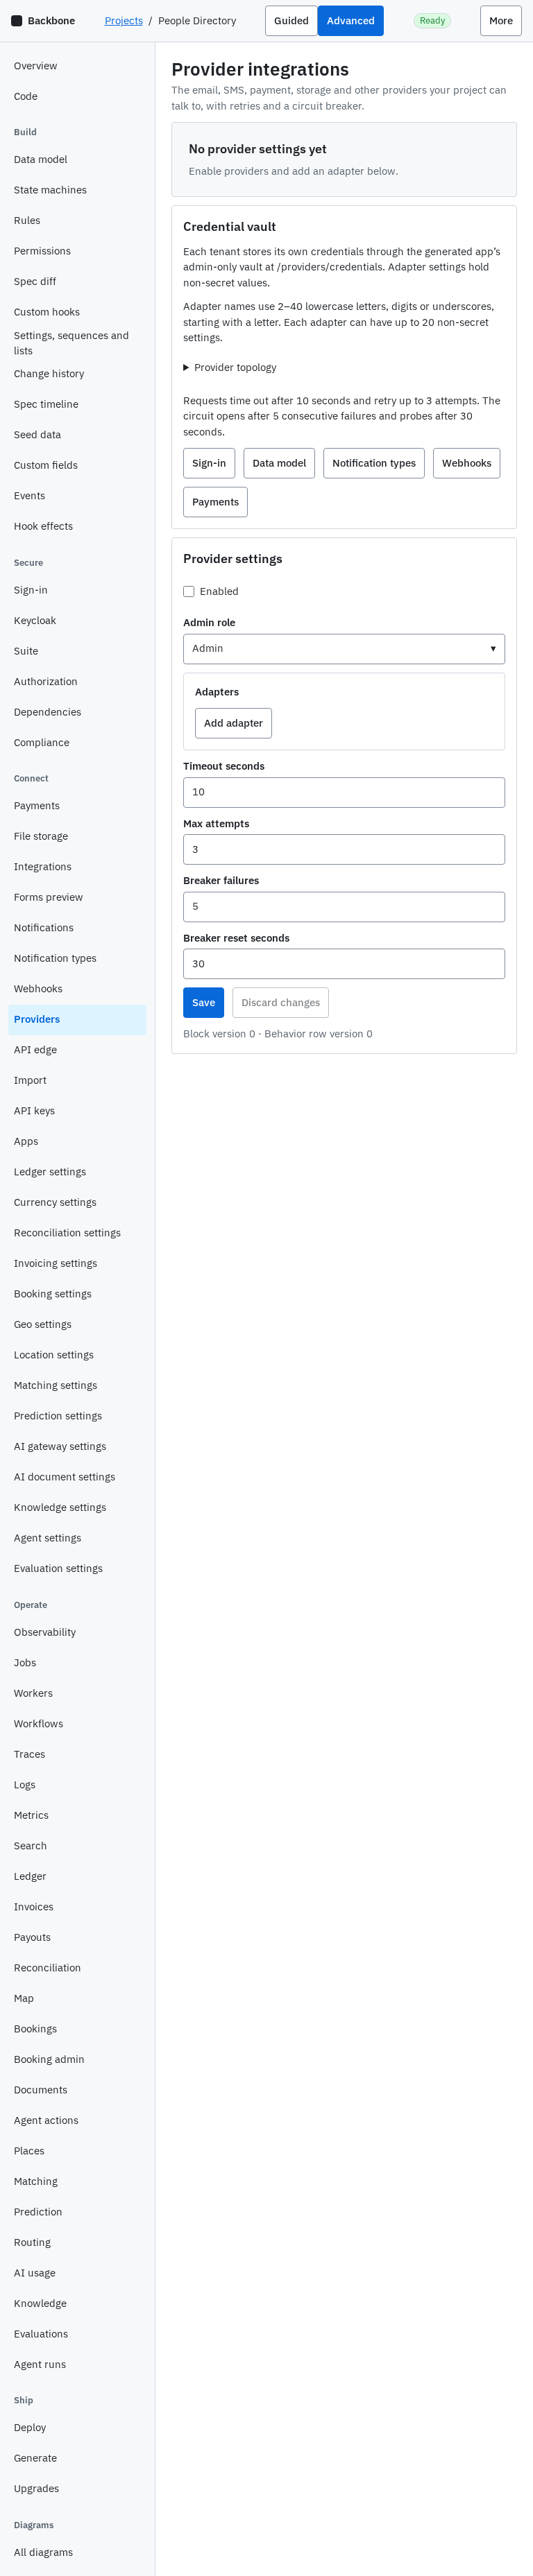 Backbone
Projects / People Directory
Guided
Advanced
Ready
More
Overview
Code
Build
Data model
State machines
Rules
Permissions
Spec diff
Custom hooks
Settings, sequences and
lists
Change history
Spec timeline
Seed data
Custom fields
Events
Hook effects
Secure
Sign-in
Keycloak
Suite
Authorization
Dependencies
Compliance
Connect
Payments
File storage
Integrations
Forms preview
Notifications
Notification types
Webhooks
Providers
API edge
Import
API keys
Apps
Ledger settings
Currency settings
Reconciliation settings
Invoicing settings
Booking settings
Geo settings
Location settings
Matching settings
Prediction settings
AI gateway settings
AI document settings
Knowledge settings
Agent settings
Evaluation settings
Operate
Observability
Jobs
Workers
Workflows
Traces
Logs
Metrics
Search
Ledger
Invoices
Payouts
Reconciliation
Map
Bookings
Booking admin
Documents
Agent actions
Places
Matching
Prediction
Routing
AI usage
Knowledge
Evaluations
Agent runs
Ship
Deploy
Generate
Upgrades
Diagrams
All diagrams
Provider integrations
The email, SMS, payment, storage and other providers your project can
talk to, with retries and a circuit breaker.
No provider settings yet
Enable providers and add an adapter below.
Credential vault
Each tenant stores its own credentials through the generated app’s
admin-only vault at /providers/credentials. Adapter settings hold
non-secret values.
Adapter names use 2–40 lowercase letters, digits or underscores,
starting with a letter. Each adapter can have up to 20 non-secret
settings.
Provider topology
Requests time out after 10 seconds and retry up to 3 attempts. The
circuit opens after 5 consecutive failures and probes after 30
seconds.
Sign-in
Data model
Notification types
Webhooks
Payments
Provider settings
Enabled
Admin role
Admin
Adapters
Add adapter
Timeout seconds
10
Max attempts
3
Breaker failures
5
Breaker reset seconds
30
Save
Discard changes
Block version 0 · Behavior row version 0